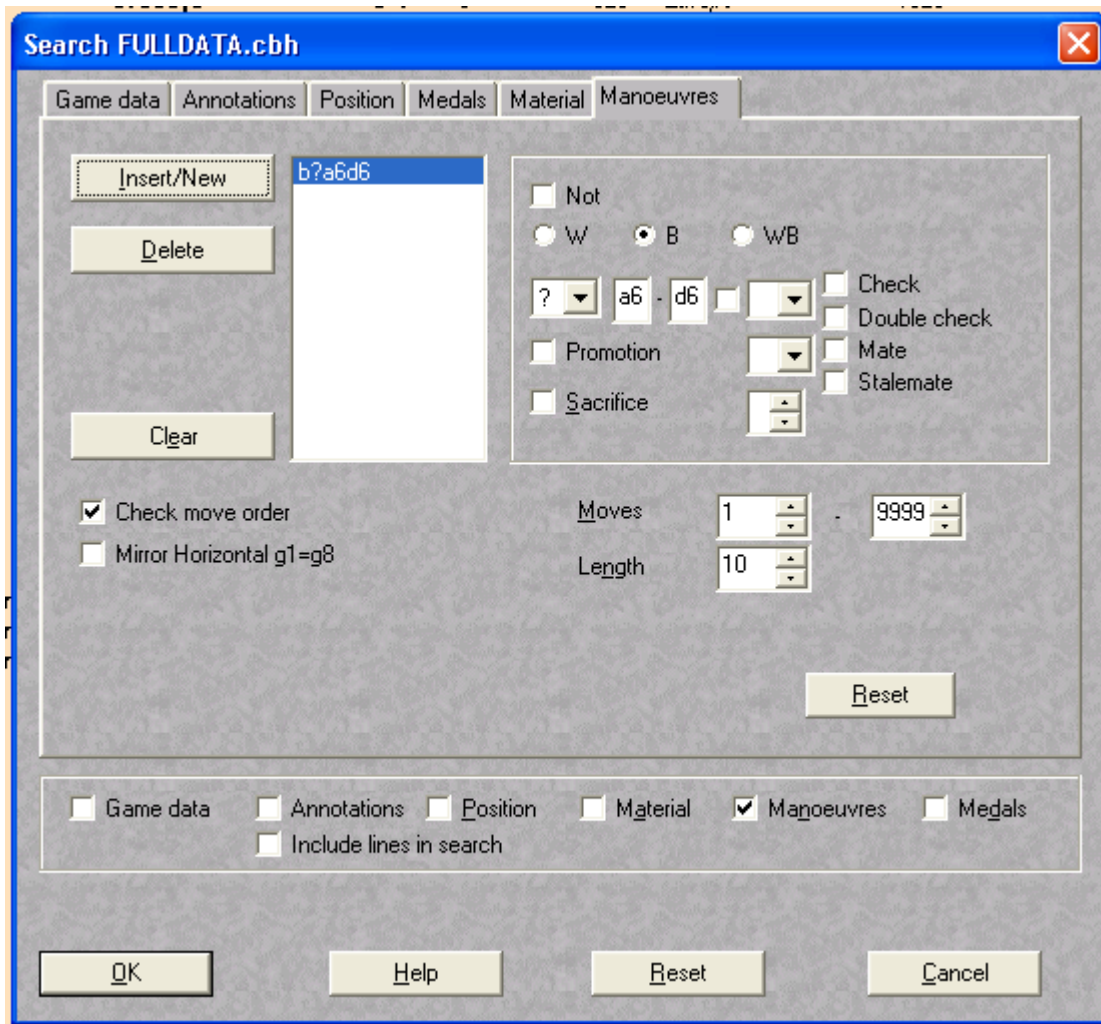 Search FULLDATA.cbh
Game data Annotations Position Medals Material Manoeuvres
Insert/New
b?a6d6
Not
Delete
W B WB
? a6 - d6
Check
Double check
Promotion
Mate
Stalemate
Sacrifice
Clear
Check move order
Moves 1 - 9999
Mirror Horizontal g1=g8
Length 10
Reset
Game data Annotations Position Material Manoeuvres Medals
Include lines in search
OK Help Reset Cancel